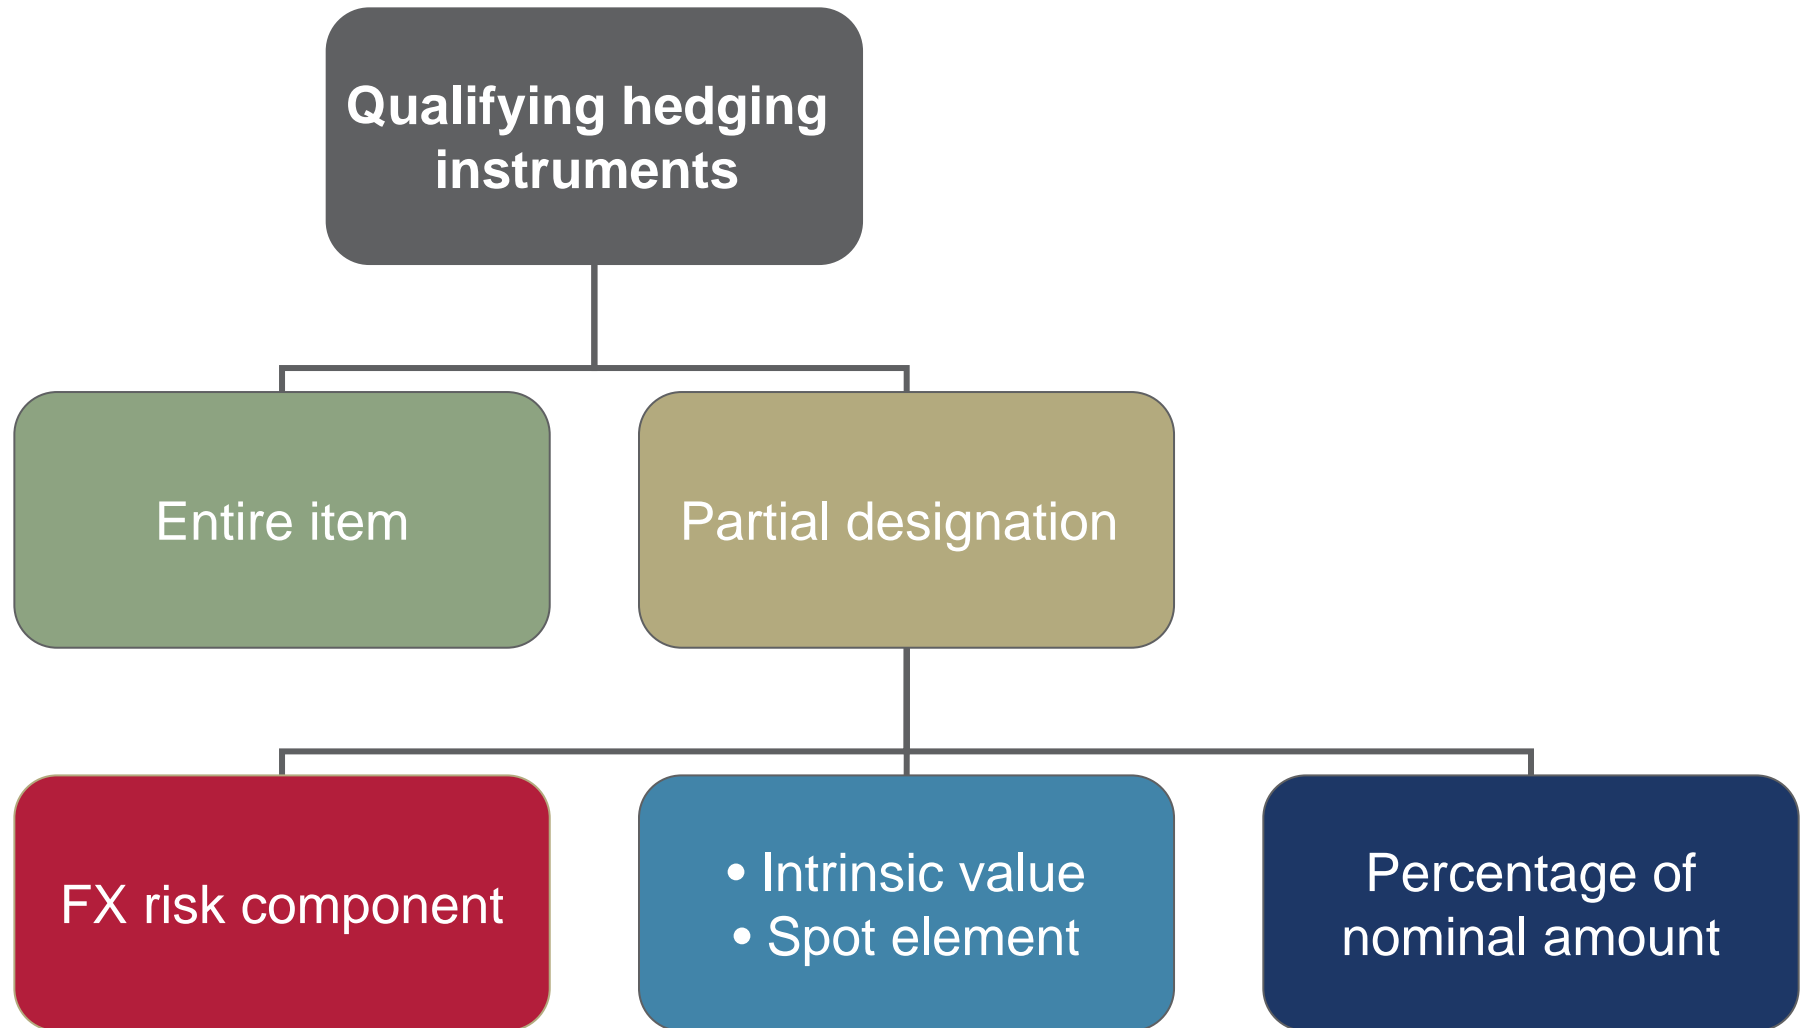 Qualifying hedging
instruments
Entire item
Partial designation
FX risk component
• Intrinsic value
• Spot element
Percentage of
nominal amount